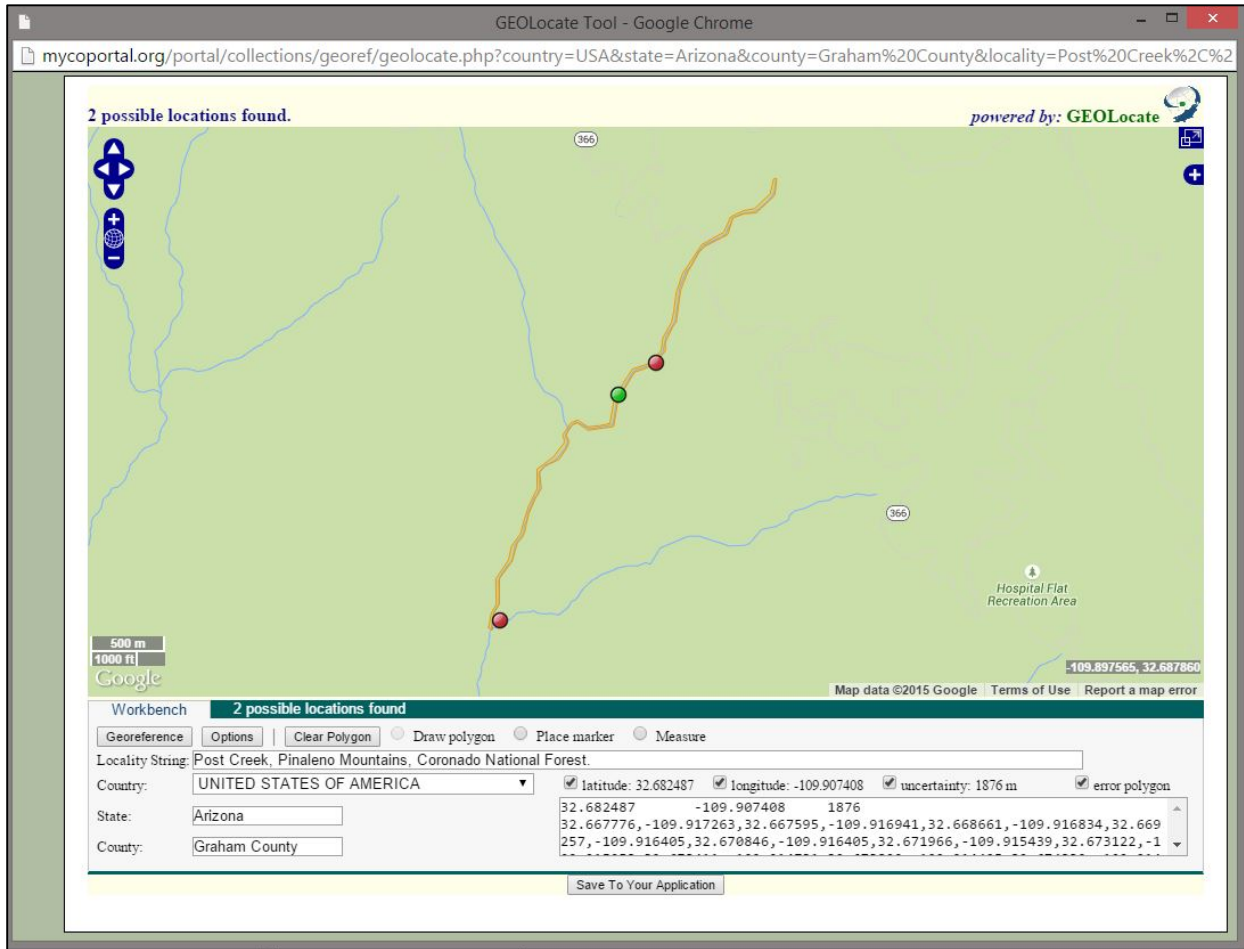 GEOLocate Tool - Google Chrome
mycoportal.org/portal/collections/georef/geolocate.php?country=USA&state=Arizona&county=Graham%20County&locality=Post%20Creek%2C%2
2 possible locations found.
powered by: GEOLocate
366
366
Hospital Flat
Recreation Area
500 m
1000 ft
Google
-109.897565, 32.687860
Map data ©2015 Google
Terms of Use
Report a map error
Workbench
2 possible locations found
Georeference Options | Clear Polygon Draw polygon Place marker Measure
Locality String: Post Creek, Pinaleno Mountains, Coronado National Forest.
Country: UNITED STATES OF AMERICA
latitude: 32.682487 longitude: -109.907408 uncertainty: 1876 m error polygon
State: Arizona
County: Graham County
32.682487 -109.907408 1876
32.667776,-109.917263,32.667595,-109.916941,32.668661,-109.916834,32.669
257,-109.916405,32.670846,-109.916405,32.671966,-109.915439,32.673122,-1
Save To Your Application